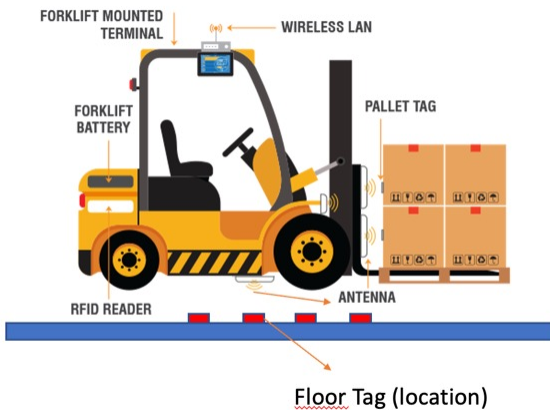 FORKLIFT MOUNTED
TERMINAL
WIRELESS LAN
FORKLIFT
BATTERY
PALLET TAG
RFID READER
ANTENNA
Floor Tag (location)